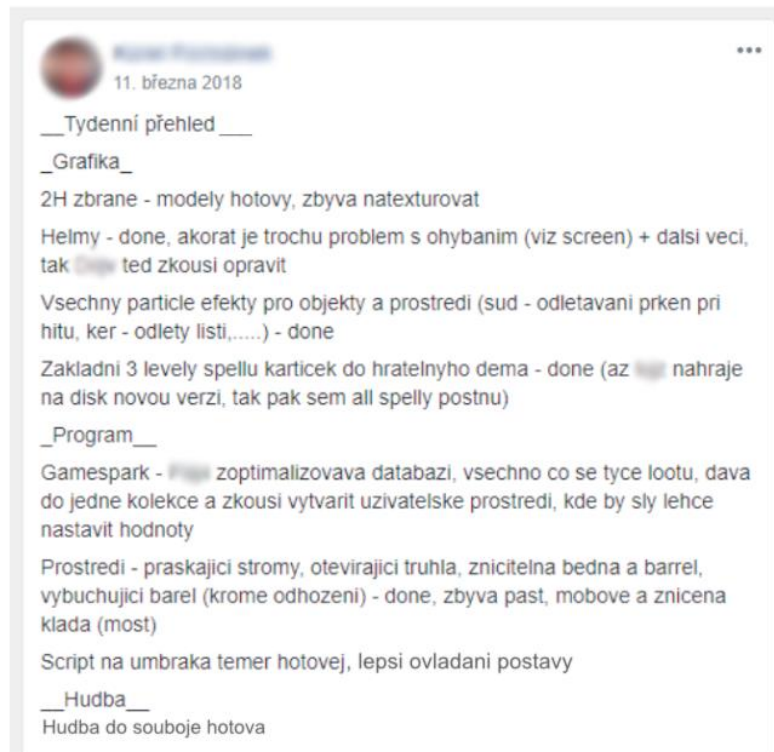 11. března 2018
__Tydenní přehled ___
_Grafika_
2H zbrane - modely hotovy, zbyva natexturovat
Helmy - done, akorat je trochu problem s ohybanim (viz screen) + dalsi veci,
tak ted zkousi opravit
Vsechny particle efekty pro objekty a prostredi (sud - odletavani prken pri
hitu, ker - odlety listi,.....) - done
Zakladni 3 levely spellu karticek do hratelnyho dema - done (az nahraje
na disk novou verzi, tak pak sem all spelly postnu)
_Program__
Gamespark - zoptimalizovava databazi, vsechno co se tyce lootu, dava
do jedne kolekce a zkousi vytvarit uzivatelske prostredi, kde by sly lehce
nastavit hodnoty
Prostredi - praskajici stromy, otevirajici truhla, znicitelna bedna a barrel,
vybuchujici barel (krome odhozeni) - done, zbyva past, mobove a znicena
klada (most)
Script na umbraka temer hotovej, lepsi ovladani postavy
__Hudba__
Hudba do souboje hotova